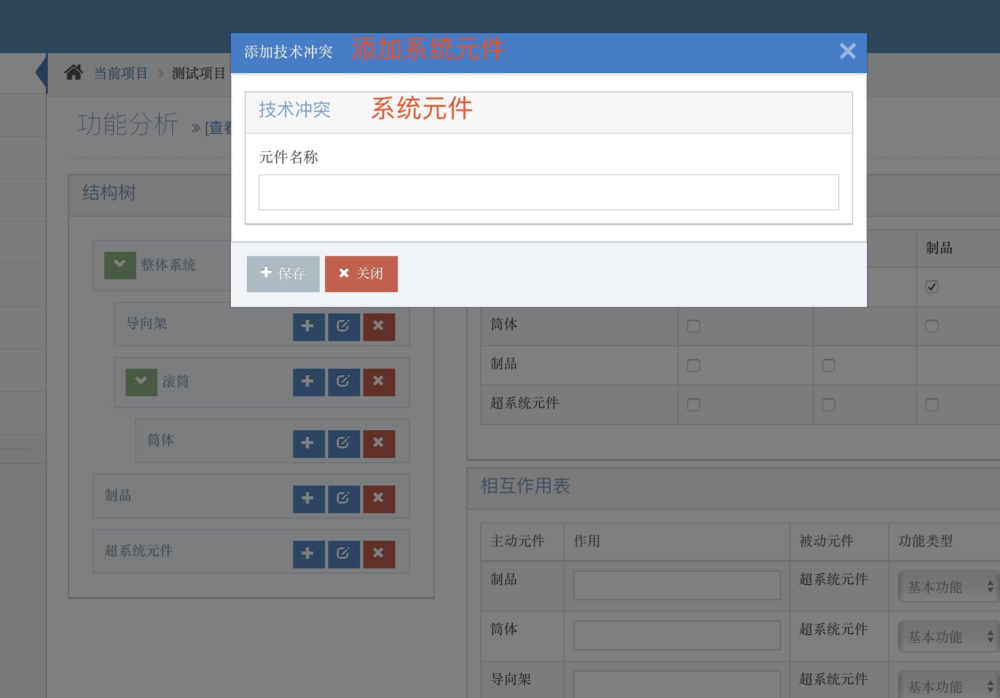 添加技术冲突 添加系统元件
当前项目 测试项目
技术冲突 系统元件
功能分析 » [查看
元件名称
结构树
制品
整体系统
保存 关闭
导向架
筒体
滚筒
制品
超系统元件
筒体
制品
相互作用表
超系统元件
主动元件 作用 被动元件 功能类型
制品 超系统元件 基本功能
筒体 超系统元件 基本功能
导向架 超系统元件 基本功能